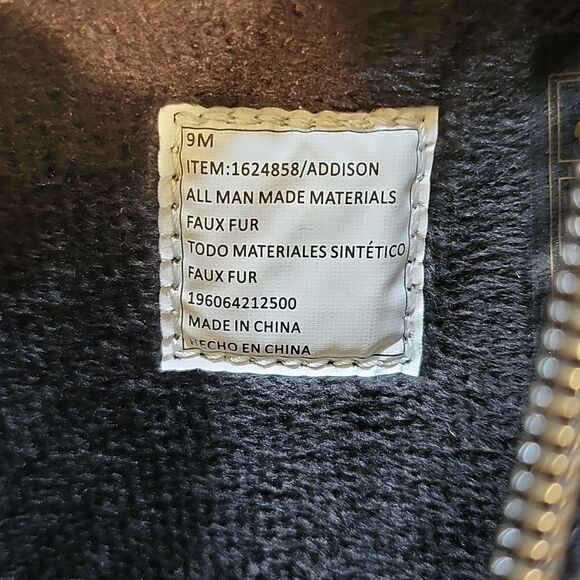 9M
ITEM:1624858/ADDISON
ALL MAN MADE MATERIALS
FAUX FUR
TODO MATERIALES SINTÉTICO
FAUX FUR
196064212500
MADE IN CHINA
HECHO EN CHINA